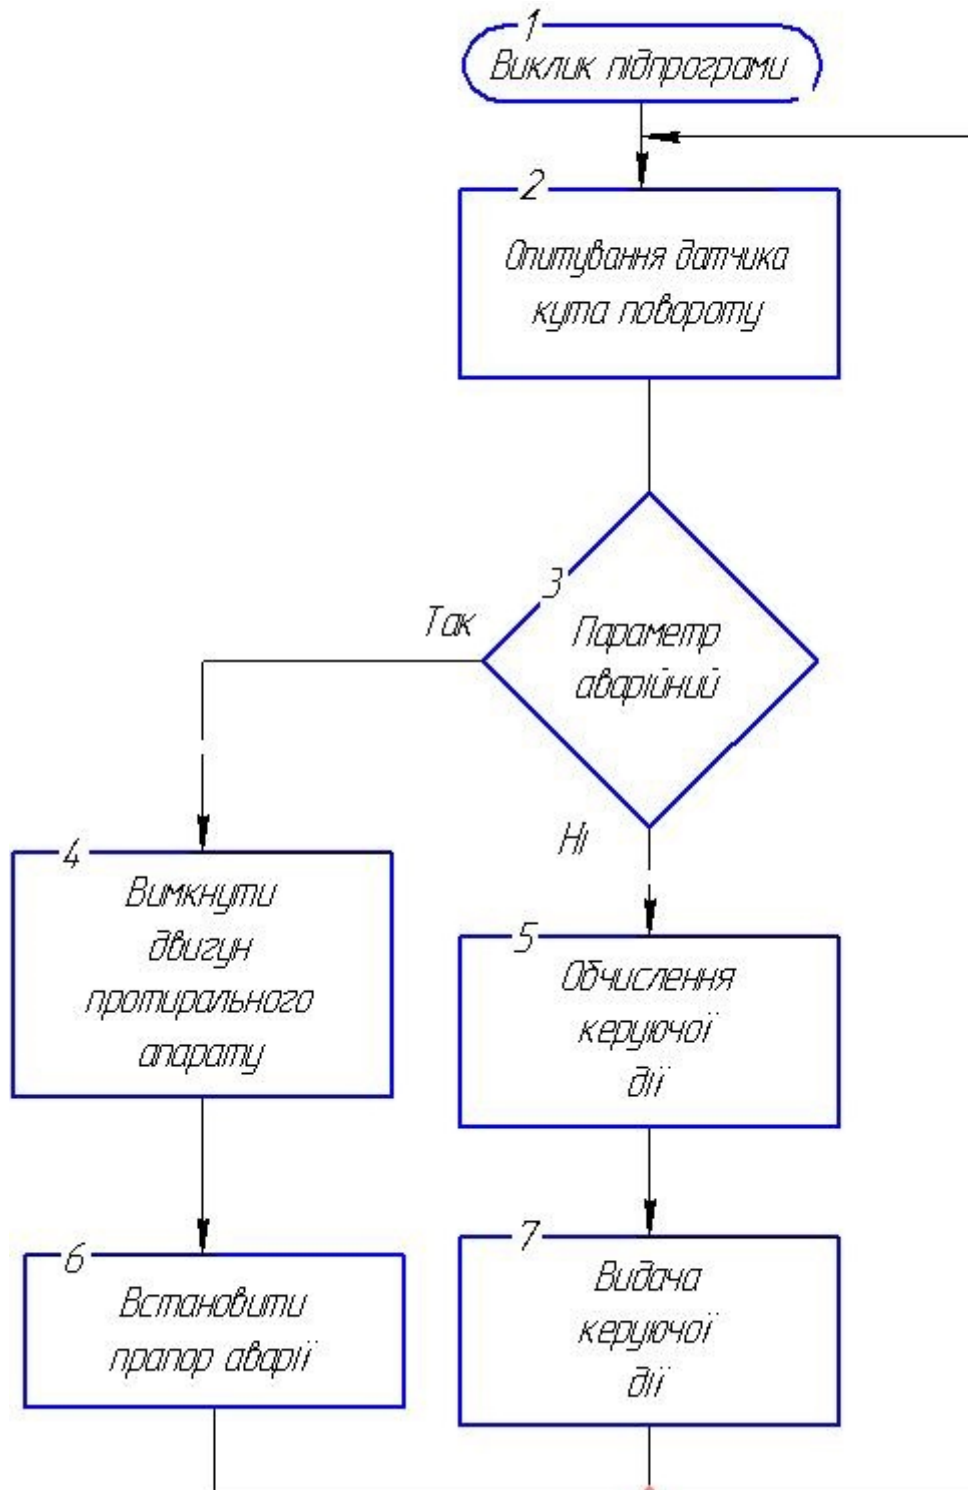 1
Виклик підпрограми
2
Опитування датчика
кута повороту
3
Параметр
аварійний
Так
Ні
4
Вимкнути
двигун
протирального
апарату
5
Обчислення
керуючої
дії
6
Встановити
прапор аварії
7
Видача
керуючої
дії